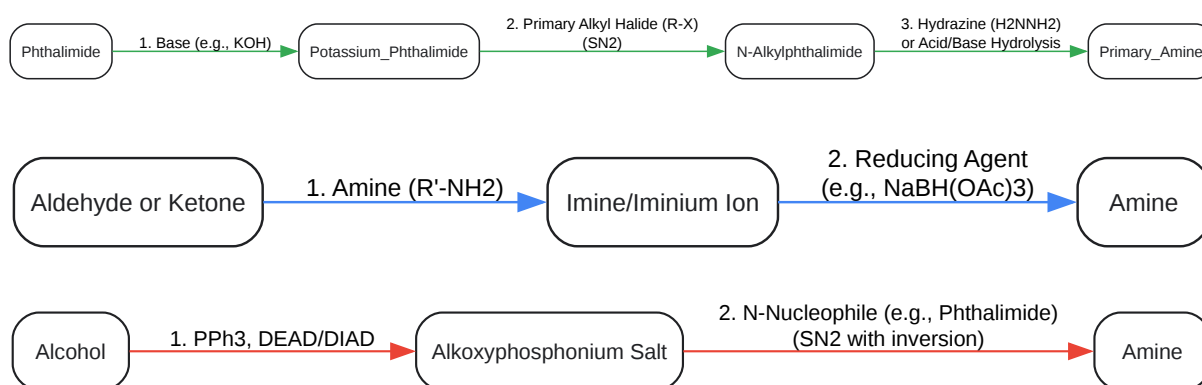 Phthalimide
1. Base (e.g., KOH)
Potassium_Phthalimide
2. Primary Alkyl Halide (R-X)
(SN2)
N-Alkylphthalimide
3. Hydrazine (H2NNH2)
or Acid/Base Hydrolysis
Primary_Amine
Aldehyde or Ketone
1. Amine (R'-NH2)
Imine/Iminium Ion
2. Reducing Agent
(e.g., NaBH(OAc)3)
Amine
Alcohol
1. PPh3, DEAD/DIAD
Alkoxyphosphonium Salt
2. N-Nucleophile (e.g., Phthalimide)
(SN2 with inversion)
Amine